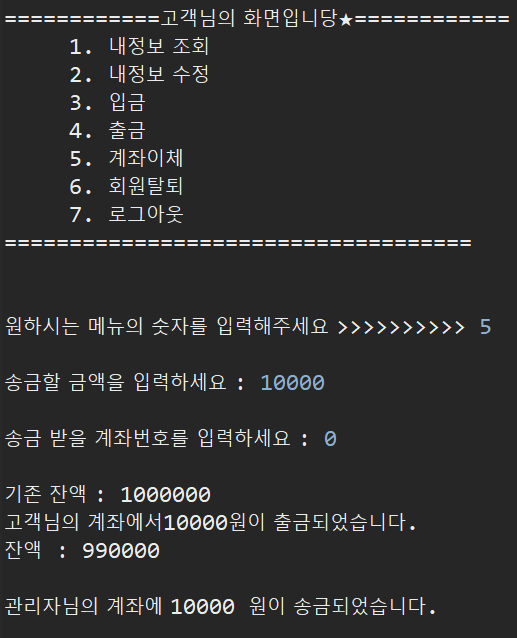 ============고객님의 화면입니당★============
1. 내정보 조회
2. 내정보 수정
3. 입금
4. 출금
5. 계좌이체
6. 회원탈퇴
7. 로그아웃
====================================
원하시는 메뉴의 숫자를 입력해주세요 >>>>>>>>>> 5
송금할 금액을 입력하세요 : 10000
송금 받을 계좌번호를 입력하세요 : 0
기존 잔액 : 1000000
고객님의 계좌에서10000원이 출금되었습니다.
잔액 : 990000
관리자님의 계좌에 10000 원이 송금되었습니다.